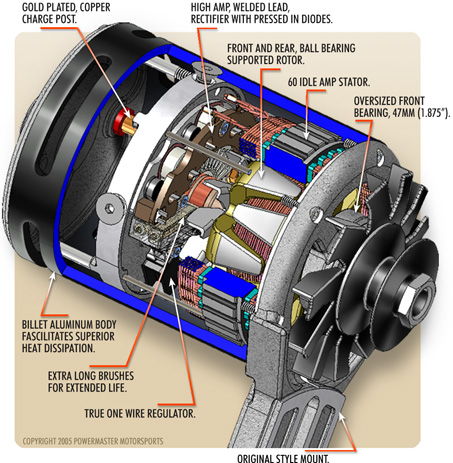 GOLD PLATED, COPPER
CHARGE POST.
HIGH AMP, WELDED LEAD,
RECTIFIER WITH PRESSED IN DIODES.
FRONT AND REAR, BALL BEARING
SUPPORTED ROTOR.
60 IDLE AMP STATOR.
OVERSIZED FRONT
BEARING, 47MM (1.875").
BILLET ALUMINUM BODY
FASCILITATES SUPERIOR
HEAT DISSIPATION.
EXTRA LONG BRUSHES
FOR EXTENDED LIFE.
TRUE ONE WIRE REGULATOR.
COPYRIGHT 2005 POWERMASTER MOTORSPORTS
ORIGINAL STYLE MOUNT.